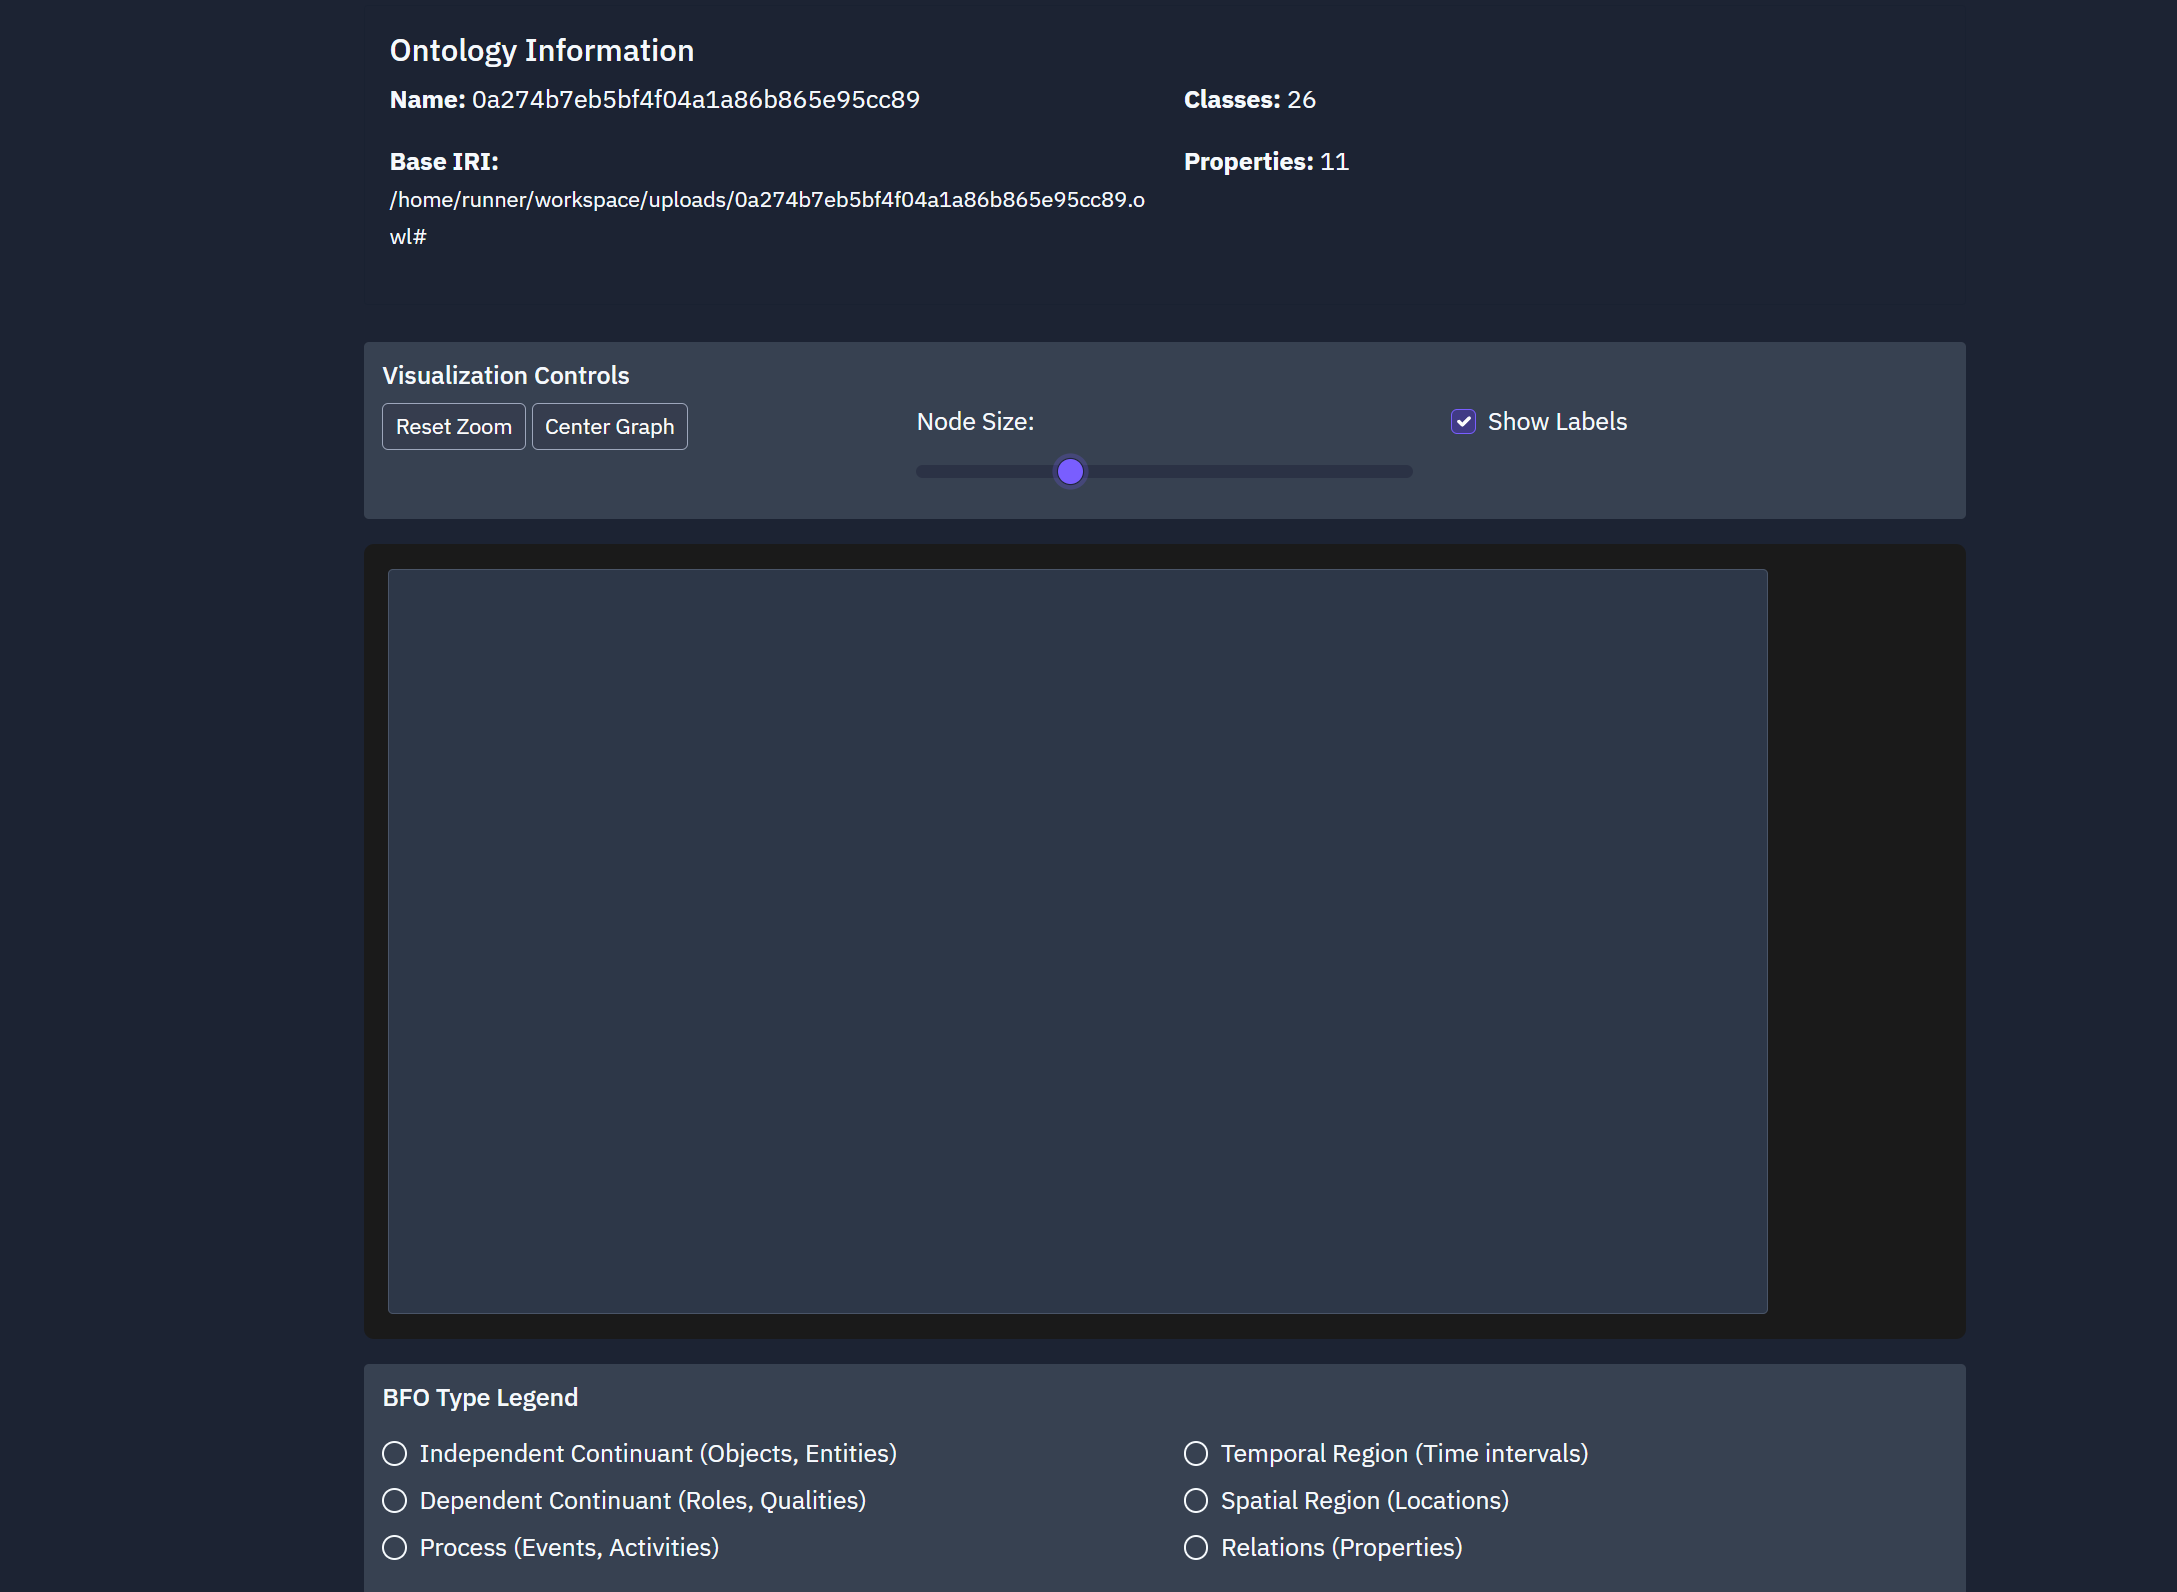 Ontology Information
Name: 0a274b7eb5bf4f04a1a86b865e95cc89
Classes: 26
Base IRI:
/home/runner/workspace/uploads/0a274b7eb5bf4f04a1a86b865e95cc89.o
wl#
Properties: 11
Visualization Controls
Reset Zoom
Center Graph
Node Size:
Show Labels
BFO Type Legend
Independent Continuant (Objects, Entities)
Dependent Continuant (Roles, Qualities)
Process (Events, Activities)
Temporal Region (Time intervals)
Spatial Region (Locations)
Relations (Properties)